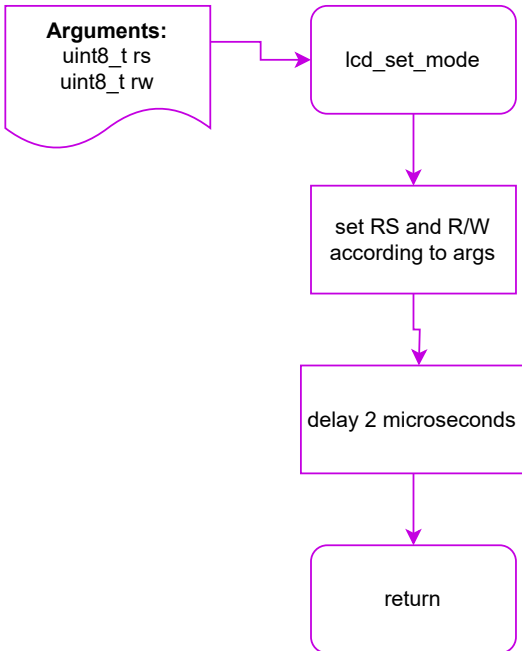 Arguments:
uint8_t rs
uint8_t rw
lcd_set_mode
set RS and R/W
according to args
delay 2 microseconds
return